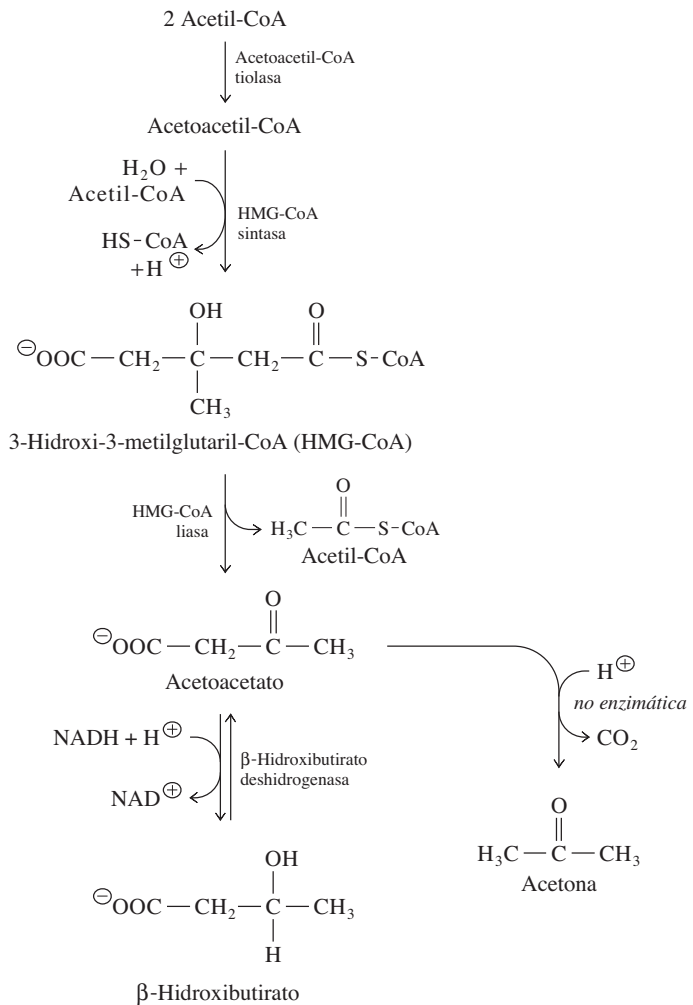 2 Acetil-CoA
Acetoacetil-CoA
tiolasa
Acetoacetil-CoA
H₂O +
Acetil-CoA
HMG-CoA
sintasa
HS-CoA
+H⊕
OH O
⊖OOC—CH₂—C—CH₂—C—S-CoA
CH₃
3-Hidroxi-3-metilglutaril-CoA (HMG-CoA)
HMG-CoA
liasa
O
H₃C—C—S-CoA
Acetil-CoA
O
⊖OOC—CH₂—C—CH₃
Acetoacetato
H⊕
no enzimática
CO₂
NADH + H⊕
β-Hidroxibutirato
deshidrogenasa
NAD⊕
O
H₃C—C—CH₃
Acetona
OH
⊖OOC—CH₂—C—CH₃
H
β-Hidroxibutirato